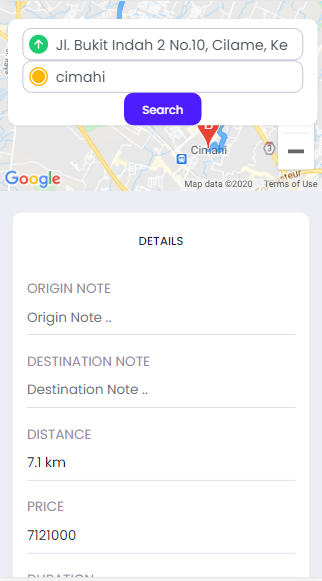 Jl. Bukit Indah 2 No.10, Cilame, Ke
cimahi
Search
Cimahi
3
Google
Map data ©2020 Terms of Use
DETAILS
ORIGIN NOTE
Origin Note ..
DESTINATION NOTE
Destination Note ..
DISTANCE
7.1 km
PRICE
7121000
DURATION